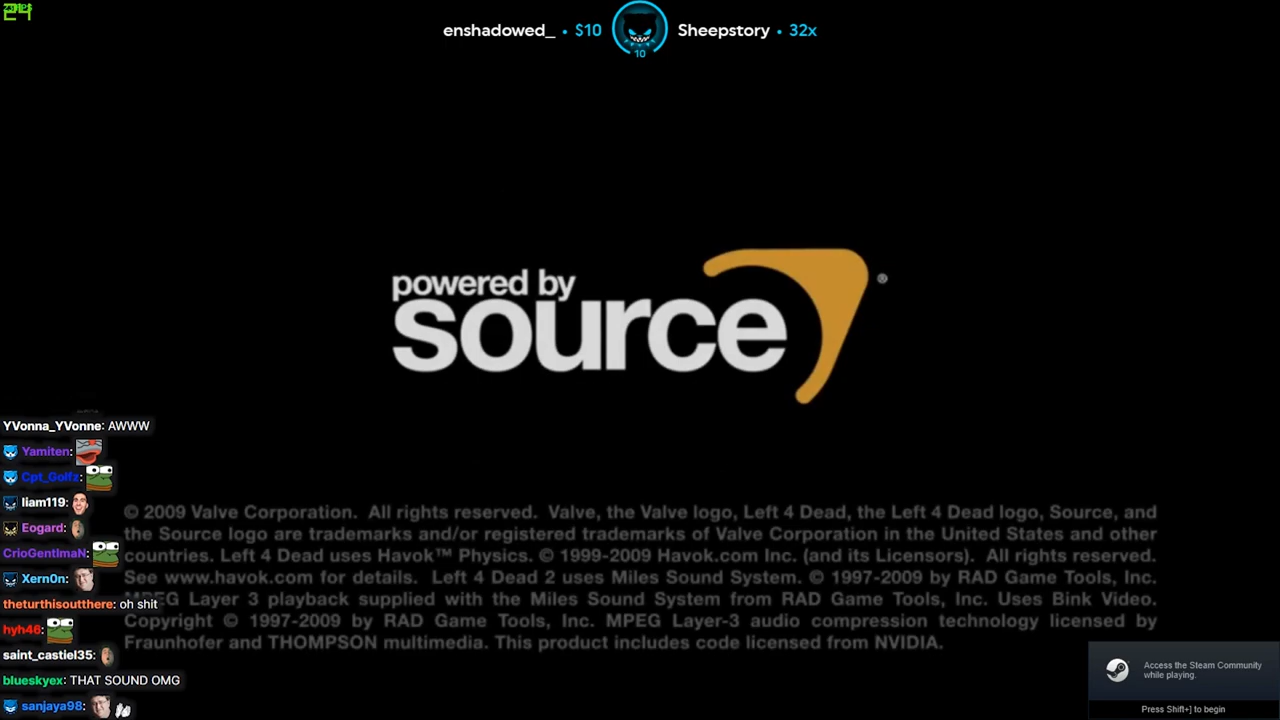 enshadowed_ • $10
10
Sheepstory • 32x
powered by
source
®
YVonna_YVonne: AWWW
Yamiten:
Cpt_Golfz:
liam119:
Eogard:
CrioGentlmaN:
Xern0n:
theturthisoutthere: oh shit
hyh46:
saint_castiel35:
blueskyex: THAT SOUND OMG
sanjaya98:
© 2009 Valve Corporation. All rights reserved. Valve, the Valve logo, Left 4 Dead, the Left 4 Dead logo, Source, and
the Source logo are trademarks and/or registered trademarks of Valve Corporation in the United States and other
countries. Left 4 Dead uses Havok™ Physics. © 1999-2009 Havok.com Inc. (and its Licensors). All rights reserved.
See www.havok.com for details. Left 4 Dead 2 uses Miles Sound System. © 1997-2009 by RAD Game Tools, Inc.
MPEG Layer 3 playback supplied with the Miles Sound System from RAD Game Tools, Inc. Uses Bink Video.
Copyright © 1997-2009 by RAD Game Tools, Inc. MPEG Layer-3 audio compression technology licensed by
Fraunhofer and THOMPSON multimedia. This product includes code licensed from NVIDIA.
Access the Steam Community
while playing.
Press Shift+] to begin